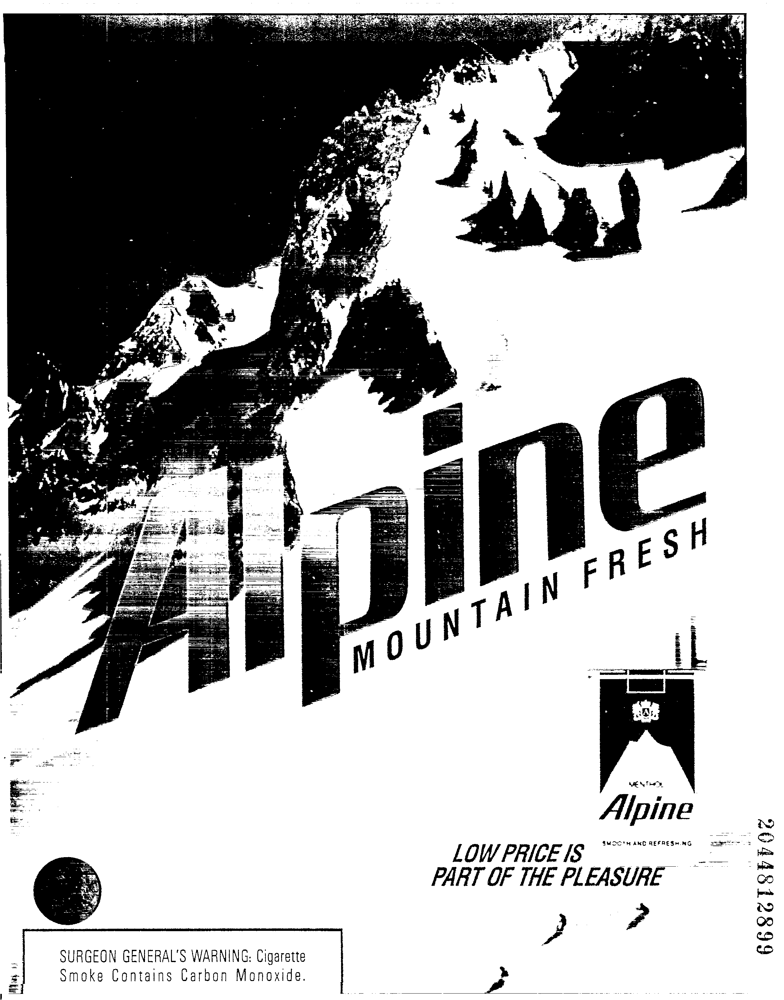 Alpine
MOUNTAIN FRESH
MENTHOL
Alpine
SMOOTH AND REFRESHING
LOW PRICE IS
PART OF THE PLEASURE
SURGEON GENERAL'S WARNING: Cigarette
Smoke Contains Carbon Monoxide.
2044812899